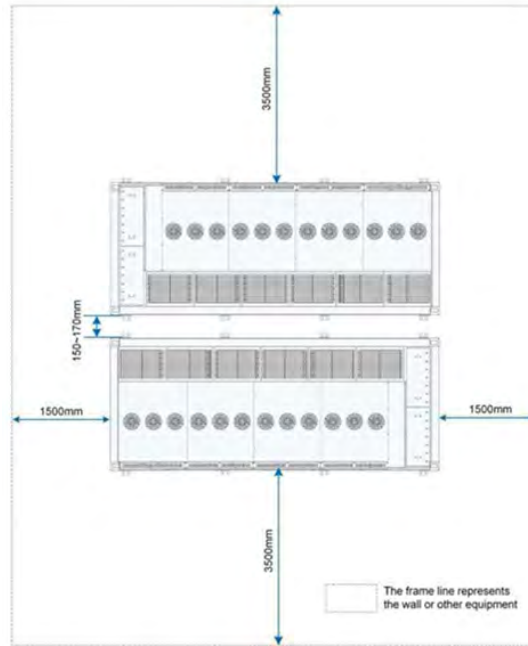 3500mm
150~170mm
1500mm
1500mm
3500mm
The frame line represents
the wall or other equipment